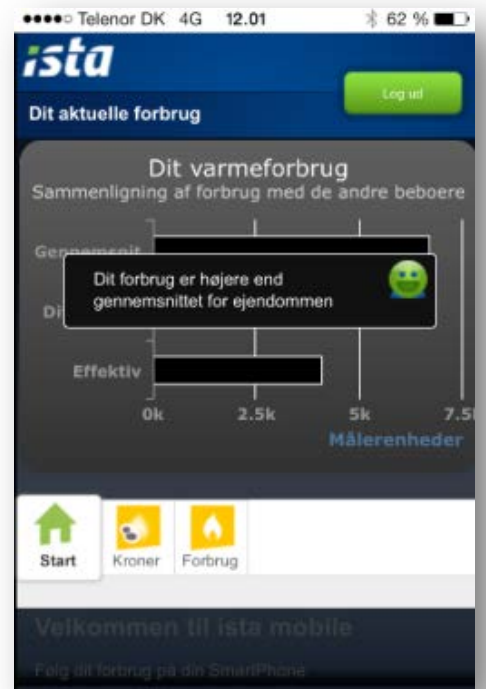 Telenor DK 4G 12.01 62 %
ista
Log ud
Dit aktuelle forbrug
Dit varmeforbrug
Sammenligning af forbrug med de andre beboere
Gennemsnit
Dit forbrug er højere end
gennemsnittet for ejendommen
Di
Effektiv
0k 2.5k 5k 7.5
Målerenheder
Start Kroner Forbrug
Velkommen til ista mobile
Følg dit forbrug på din SmartPhone